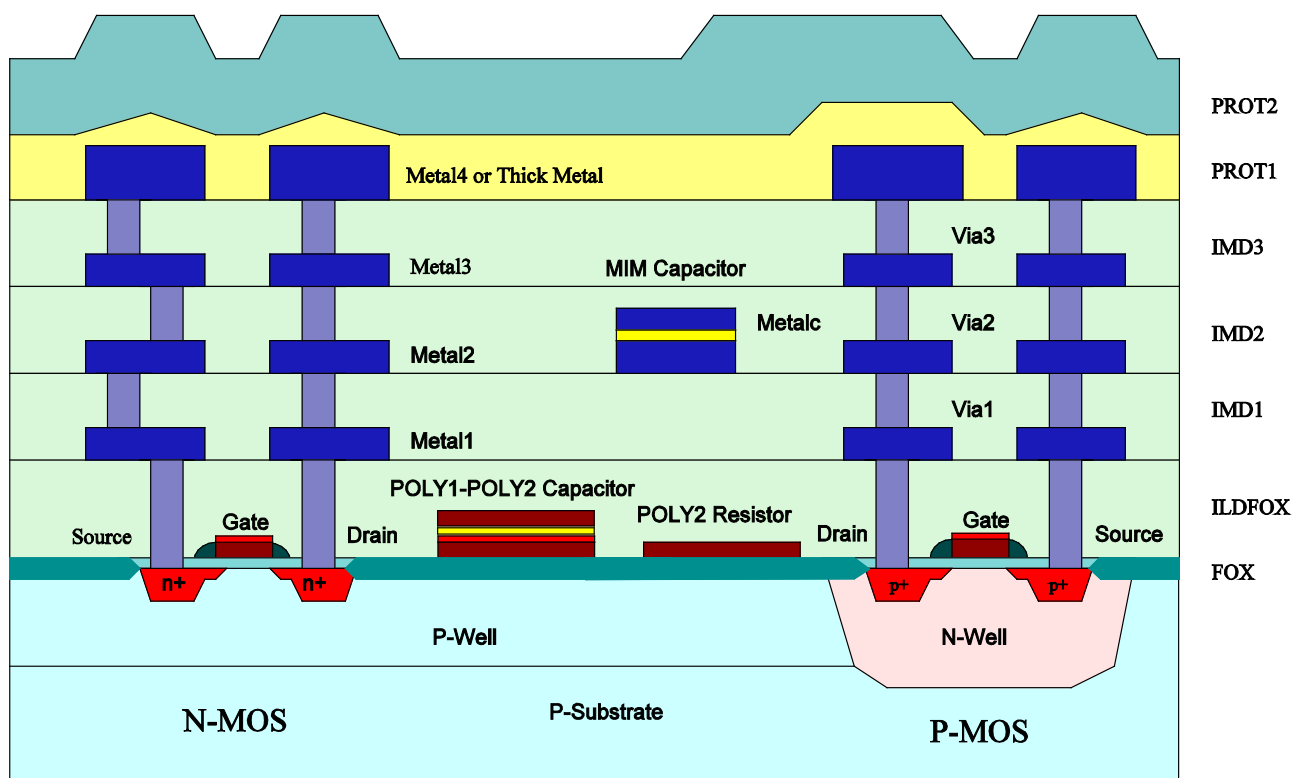 PROT2
Metal4 or Thick Metal
PROT1
Via3
IMD3
Metal3
MIM Capacitor
Metalc
Via2
IMD2
Metal2
Via1
IMD1
Metal1
POLY1-POLY2 Capacitor
ILDFOX
Source
Gate
Drain
POLY2 Resistor
Drain
Gate
Source
FOX
n+
n+
p+
p+
P-Well
N-Well
N-MOS
P-Substrate
P-MOS